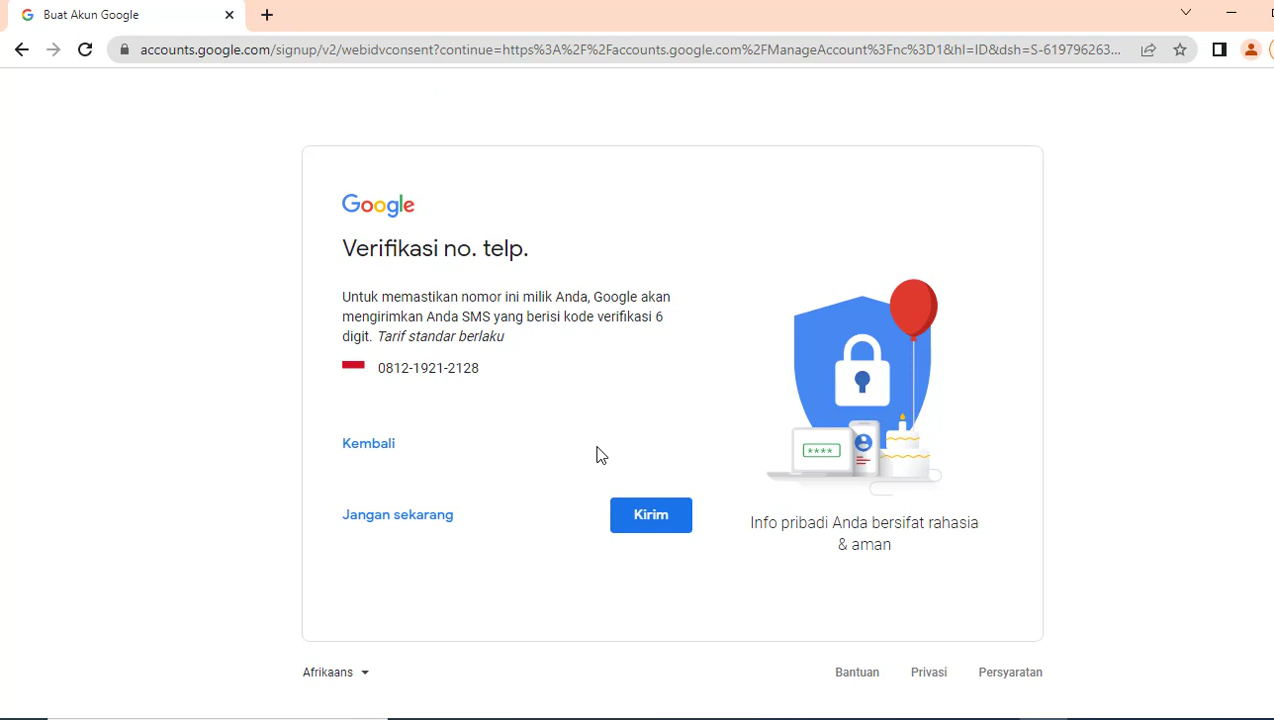 Buat Akun Google
accounts.google.com/signup/v2/webidvconsent?continue=https%3A%2F%2Faccounts.google.com%2FManageAccount%3Fnc%3D1&hl=ID&dsh=S-619796263...
Google
Verifikasi no. telp.
Untuk memastikan nomor ini milik Anda, Google akan
mengirimkan Anda SMS yang berisi kode verifikasi 6
digit. Tarif standar berlaku
0812-1921-2128
Kembali
Jangan sekarang
Kirim
****
Info pribadi Anda bersifat rahasia
& aman
Afrikaans
Bantuan
Privasi
Persyaratan